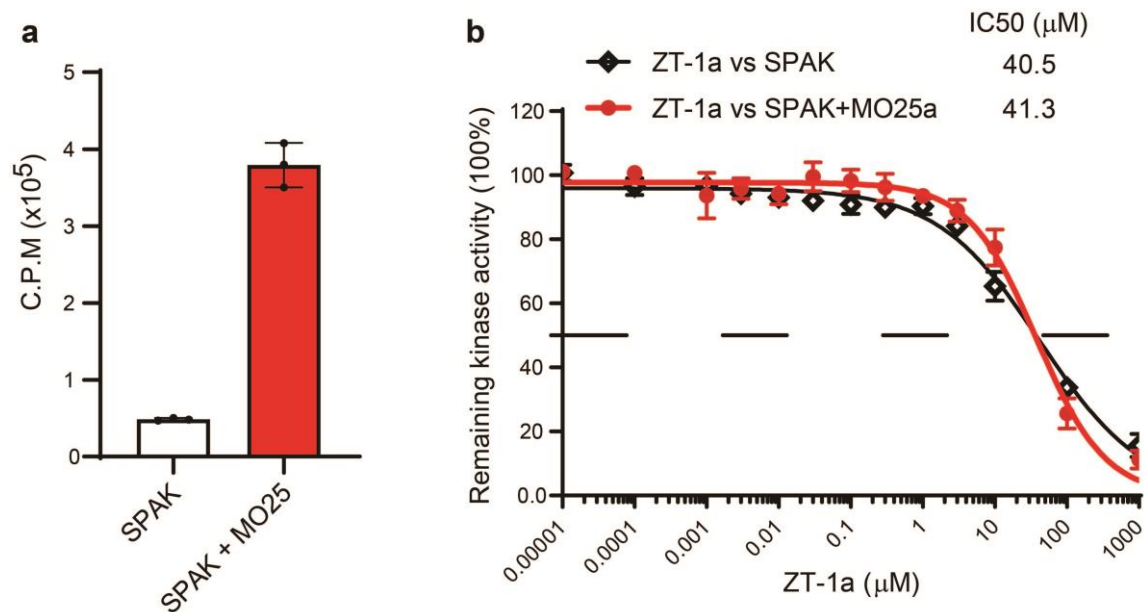 a
C.P.M (x10⁵)
5
4
3
2
1
0
SPAK
SPAK + MO25
b
IC50 (μM)
ZT-1a vs SPAK 40.5
ZT-1a vs SPAK+MO25a 41.3
Remaining kinase activity (100%)
120
100
80
60
40
20
0.0
0.00001
0.0001
0.001
0.01
0.1
1
10
100
1000
ZT-1a (μM)